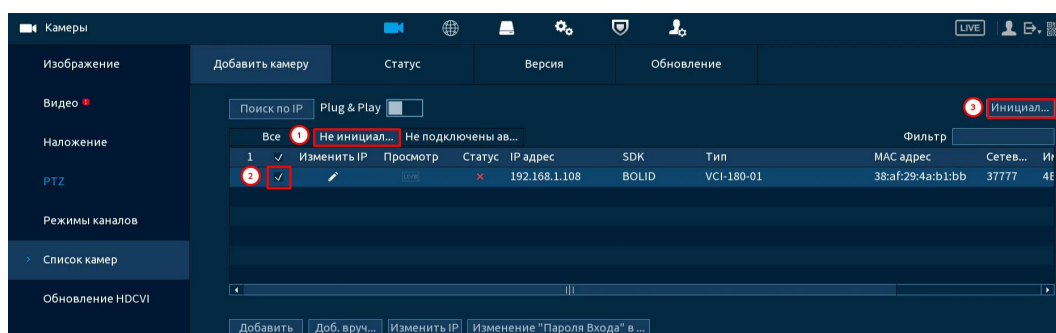 Камеры LIVE
Изображение
Видео
Наложение
PTZ
Режимы каналов
Список камер
Обновление HDCVI
Добавить камеру Статус Версия Обновление
Поиск по IP Plug & Play 3 Инициал...
Все 1 Не инициал... Не подключены ав... Фильтр
1 Изменить IP Просмотр Статус IP адрес SDK Тип MAC адрес Сетев...
2 LIVE 192.168.1.108 BOLID VCI-180-01 38:af:29:4a:b1:bb 37777
Добавить Доб. вруч... Изменить IP Изменение "Пароля Входа" в ...